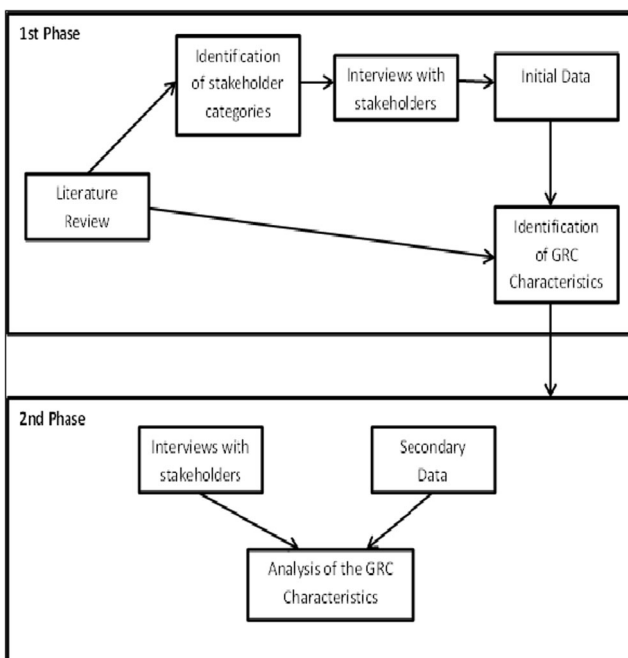 1st Phase
Identification
of stakeholder
categories
Interviews with
stakeholders
Initial Data
Literature
Review
Identification
of GRC
Characteristics
2nd Phase
Interviews with
stakeholders
Secondary
Data
Analysis of the GRC
Characteristics